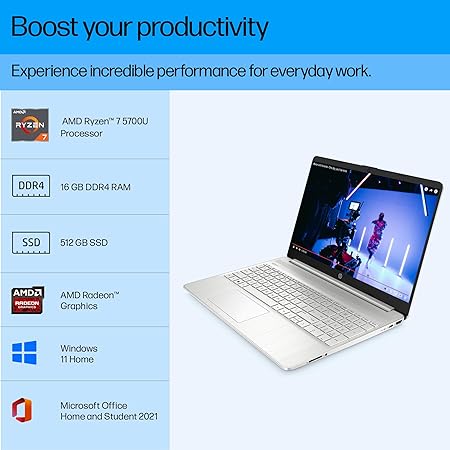 Boost your productivity
Experience incredible performance for everyday work.
AMD
RYZEN
7
AMD Ryzen™ 7 5700U
Processor
DDR4
16 GB DDR4 RAM
SSD
512 GB SSD
AMD
RADEON
GRAPHICS
AMD Radeon™
Graphics
Windows
11 Home
Microsoft Office
Home and Student 2021
hp